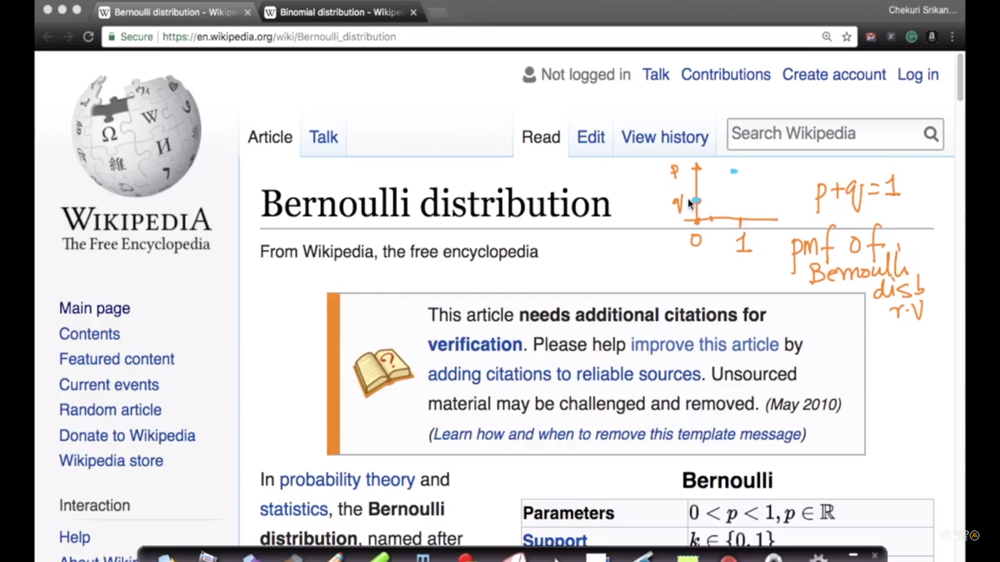 Bernoulli distribution - Wikipe
Binomial distribution - Wikiped
Chekuri Srikan...
Secure
https://en.wikipedia.org/wiki/Bernoulli_distribution
Not logged in Talk Contributions Create account Log in
Article Talk
Read Edit View history
Search Wikipedia
WIKIPEDIA
The Free Encyclopedia
p
q
0 1
p+q=1
pmf of
Bernoulli
r.v
Bernoulli distribution
From Wikipedia, the free encyclopedia
Main page
Contents
Featured content
Current events
Random article
Donate to Wikipedia
Wikipedia store
Interaction
Help
This article needs additional citations for
verification. Please help improve this article by
adding citations to reliable sources. Unsourced
material may be challenged and removed. (May 2010)
(Learn how and when to remove this template message)
In probability theory and
statistics, the Bernoulli
distribution, named after
Bernoulli
Parameters 0 < p < 1, p ∈ ℝ
Support k ∈ {0, 1}